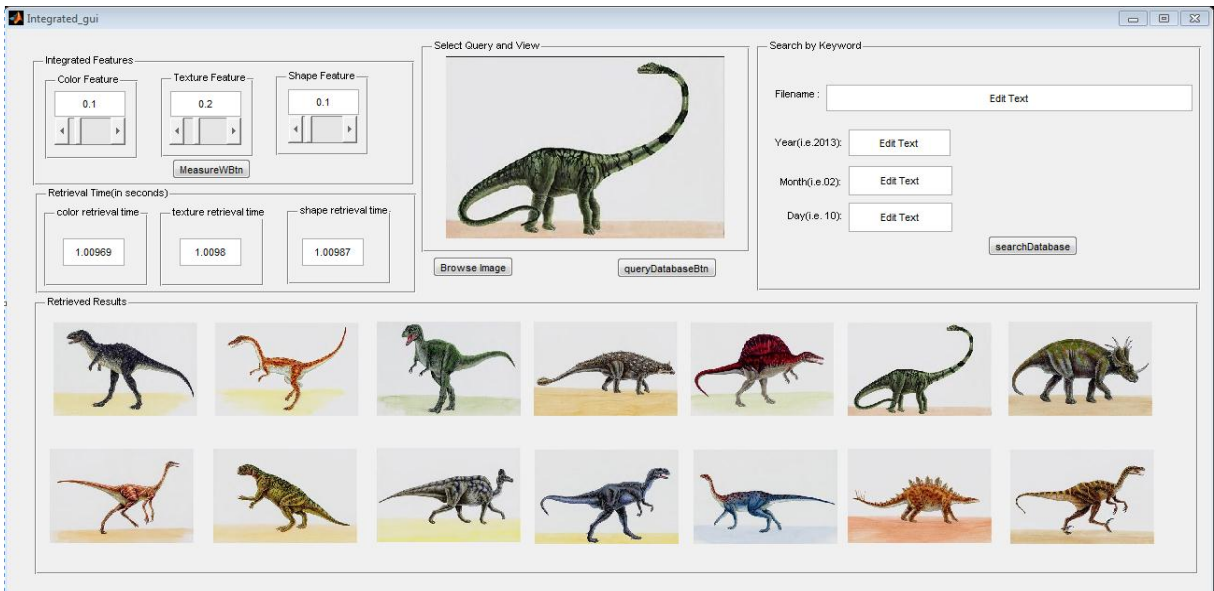 Integrated_gui
Integrated Features
Color Feature
0.1
Texture Feature
0.2
Shape Feature
0.1
MeasureWBtn
Retrieval Time(in seconds)
color retrieval time
1.00969
texture retrieval time
1.0098
shape retrieval time
1.00987
Select Query and View
Browse Image
queryDatabaseBtn
Search by Keyword
Filename :
Edit Text
Year(i.e.2013):
Edit Text
Month(i.e.02):
Edit Text
Day(i.e. 10):
Edit Text
searchDatabase
Retrieved Results